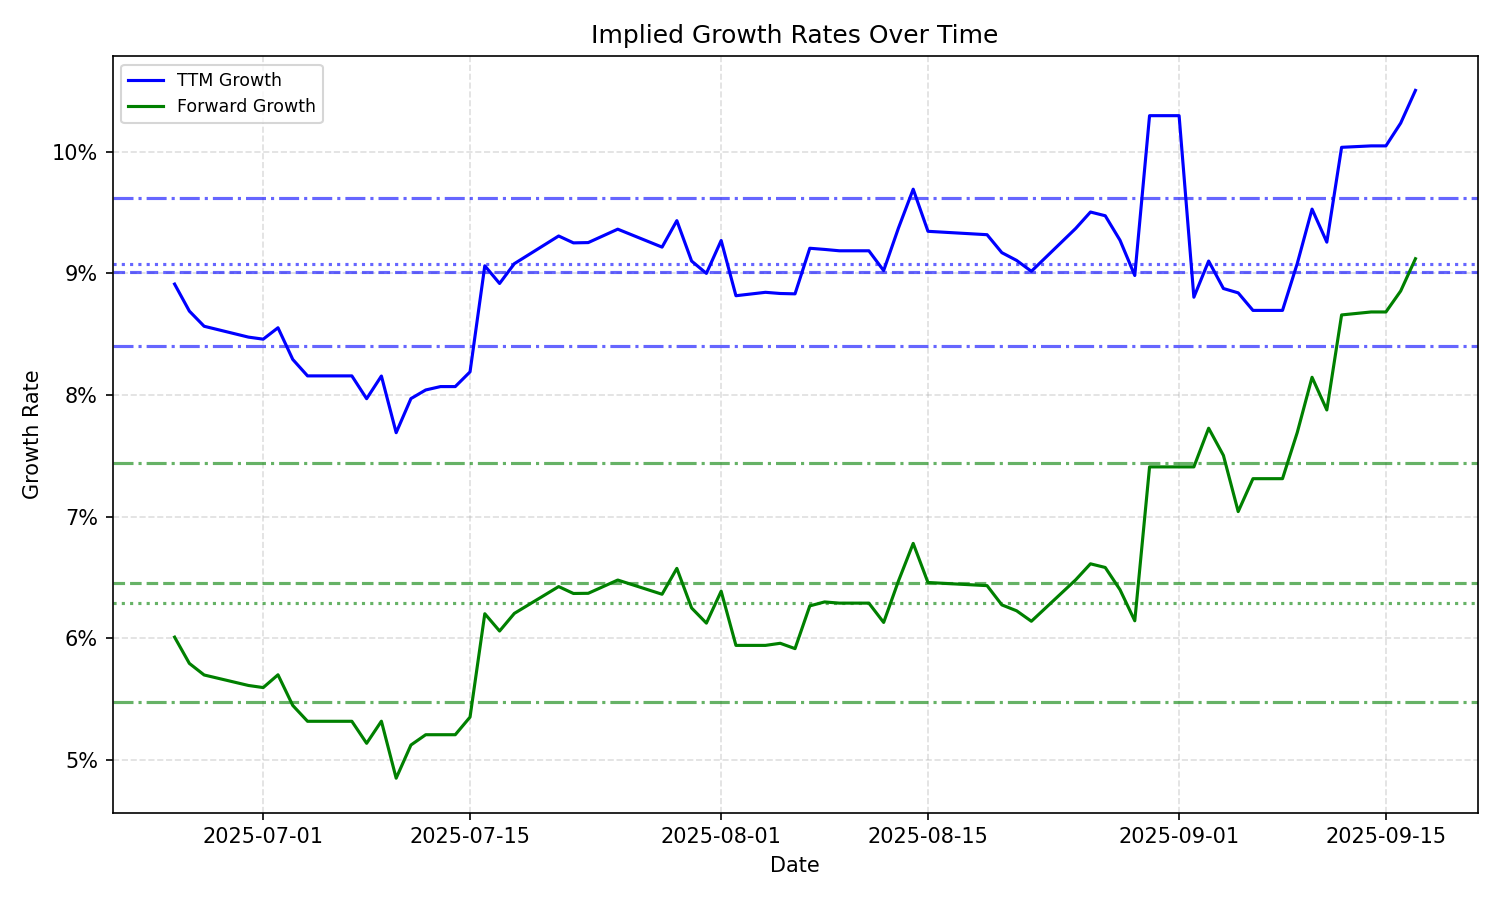 Implied Growth Rates Over Time
TTM Growth
Forward Growth
10%
9%
8%
7%
6%
5%
Growth Rate
2025-07-01 2025-07-15 2025-08-01 2025-08-15 2025-09-01 2025-09-15
Date